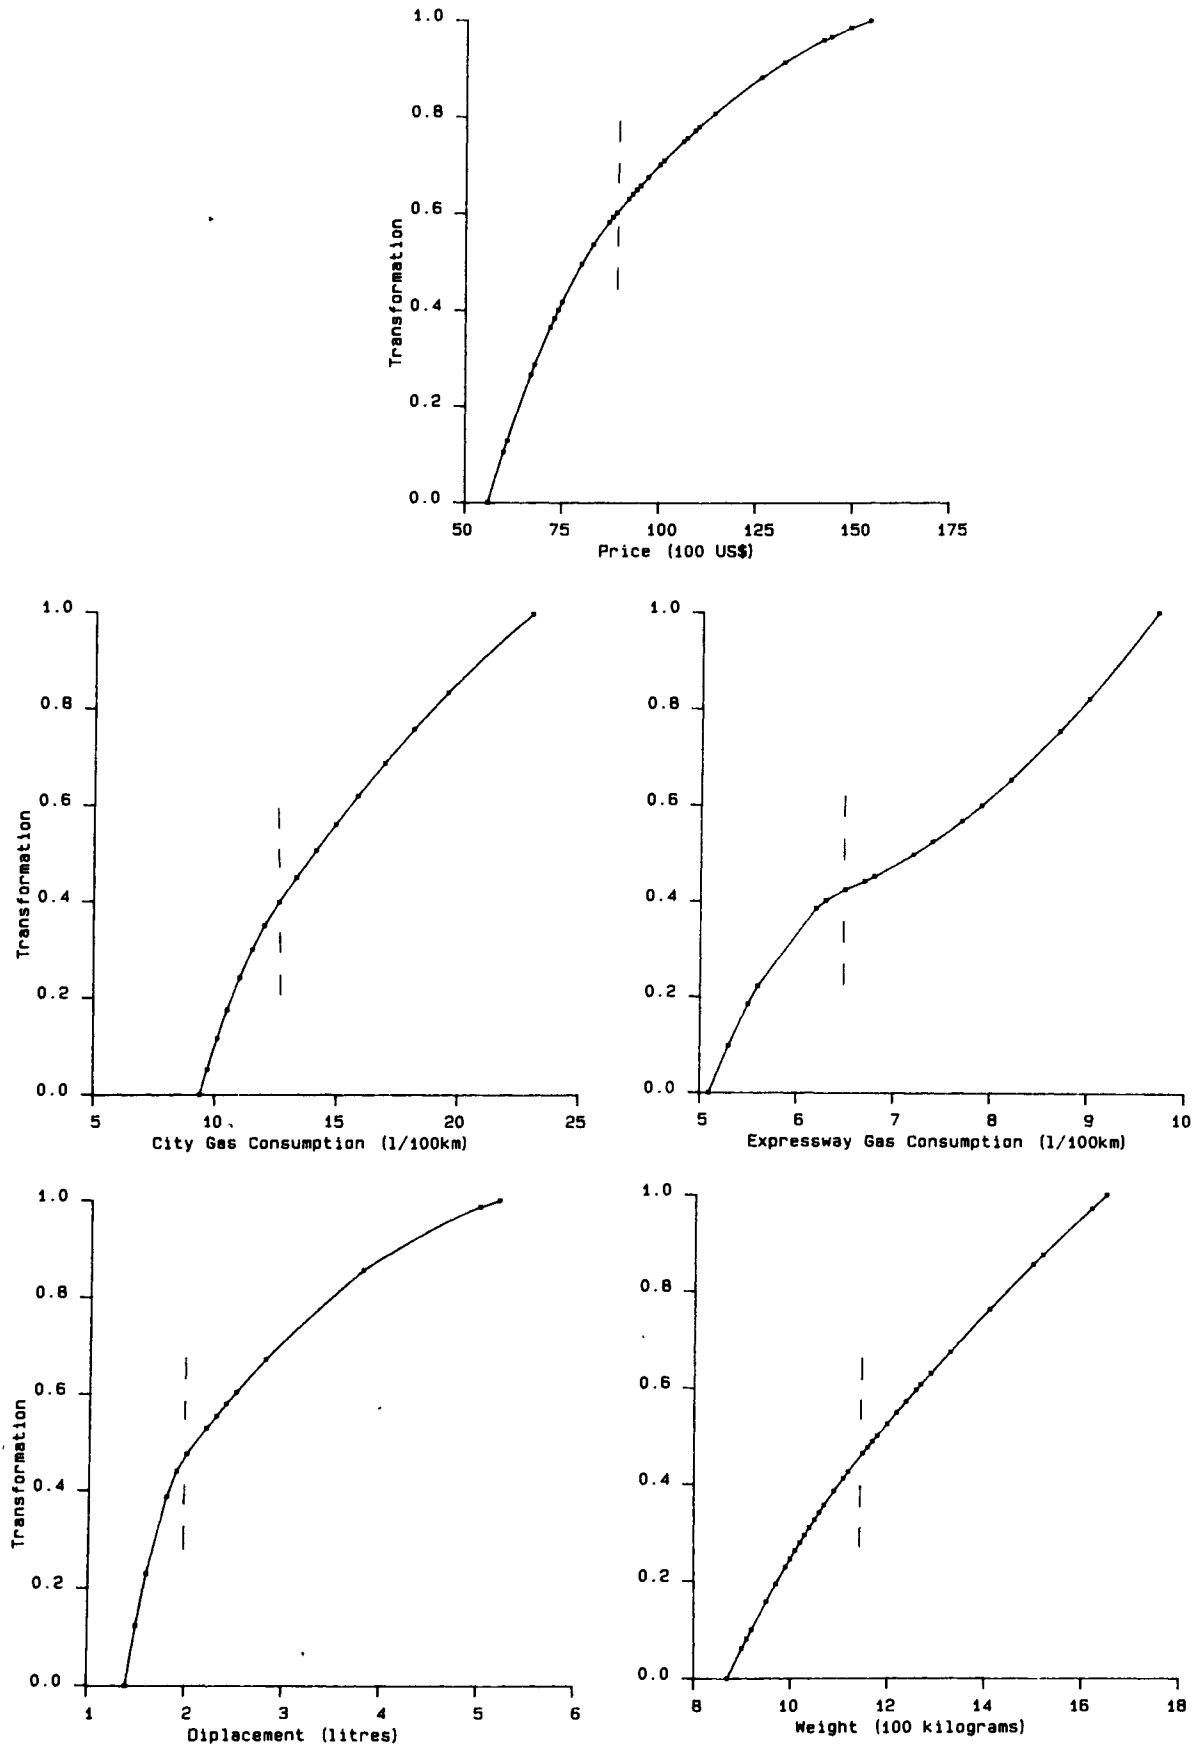 1.0
0.8
0.6
0.4
0.2
0.0
Transformation
50 75 100 125 150 175
Price (100 US$)
1.0
0.8
0.6
0.4
0.2
0.0
Transformation
5 10 15 20 25
City Gas Consumption (l/100km)
1.0
0.8
0.6
0.4
0.2
0.0
5 6 7 8 9 10
Expressway Gas Consumption (l/100km)
1.0
0.8
0.6
0.4
0.2
0.0
Transformation
1 2 3 4 5 6
Diplacement (litres)
1.0
0.8
0.6
0.4
0.2
0.0
8 10 12 14 16 18
Weight (100 kilograms)